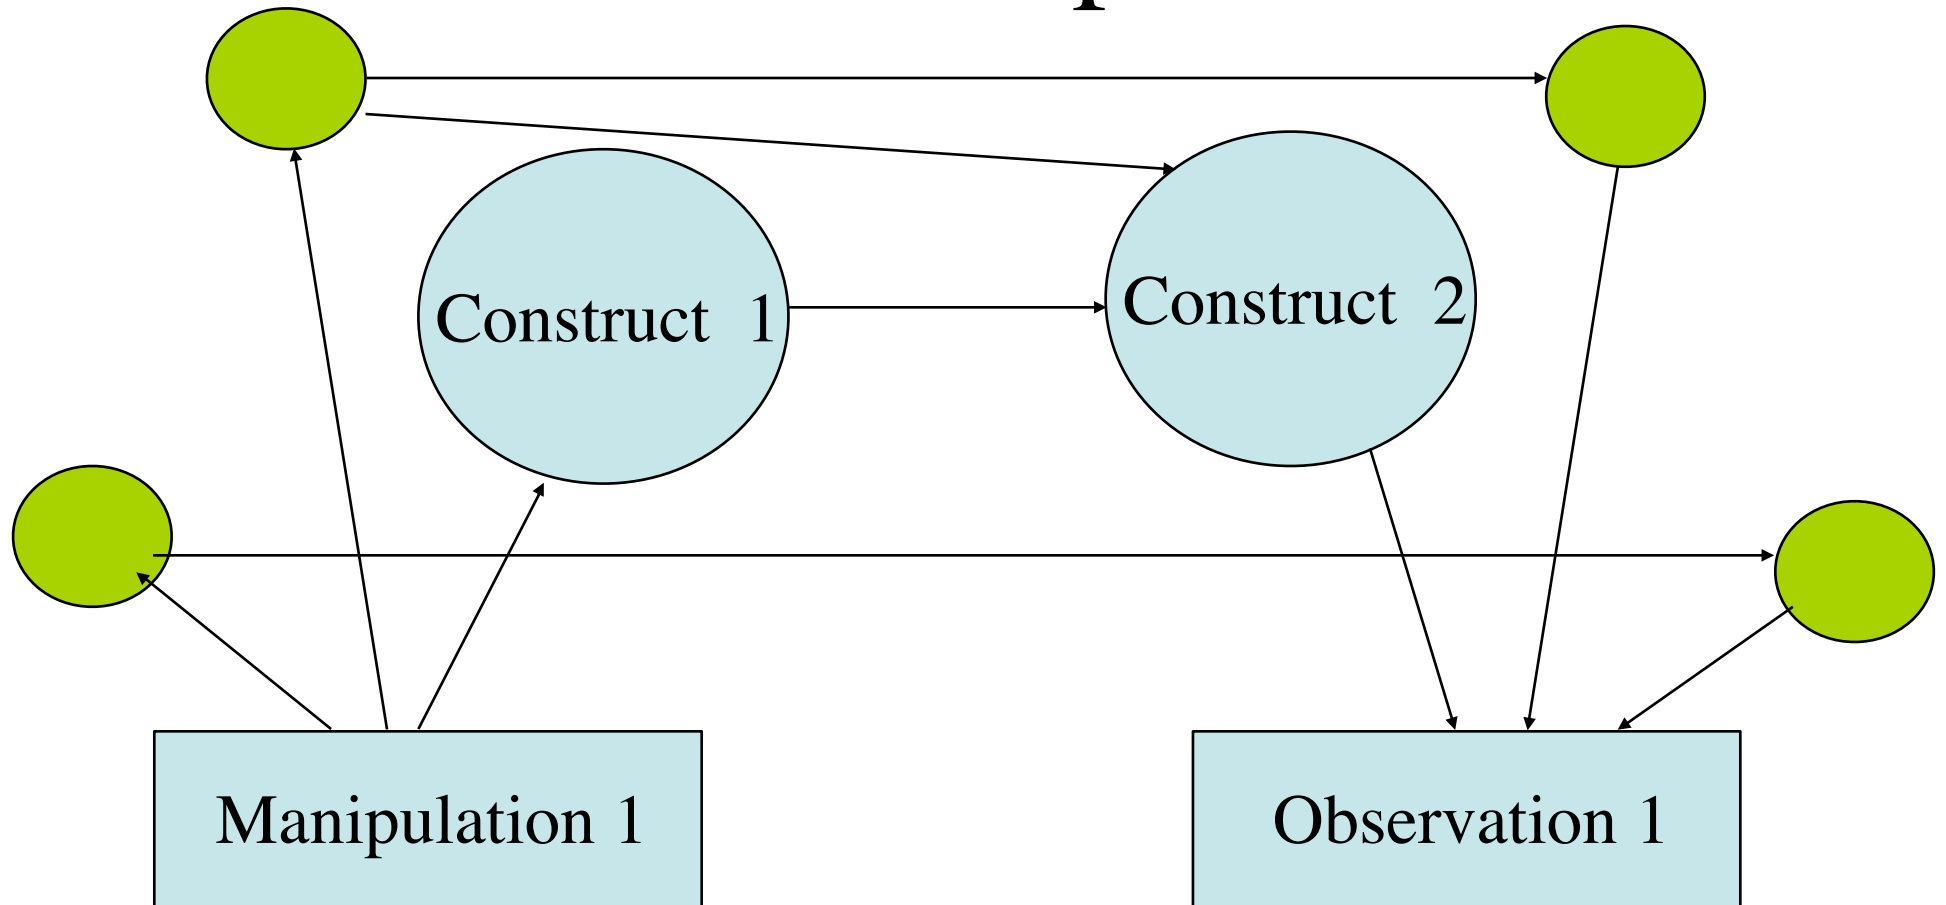 Construct 1
Construct 2
Manipulation 1
Observation 1